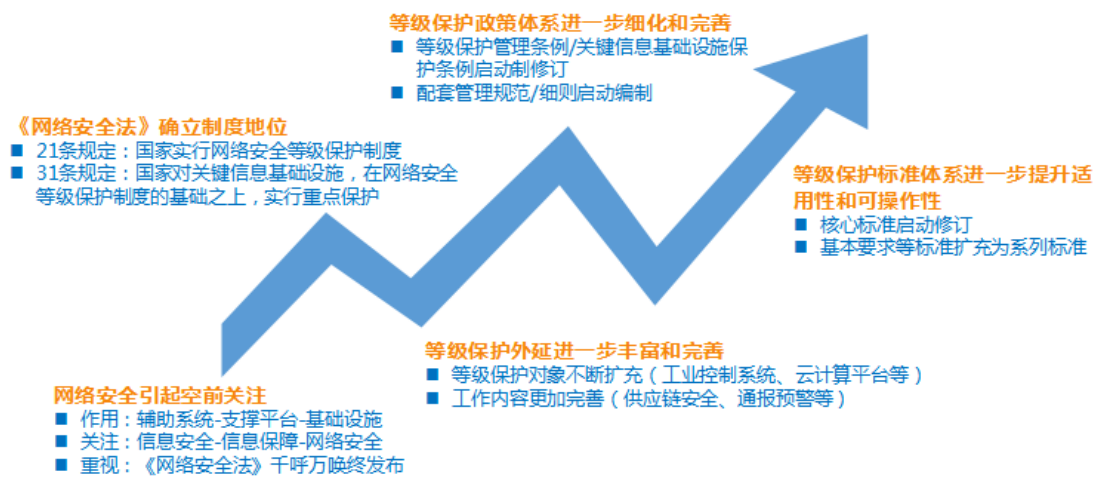 等级保护政策体系进一步细化和完善
■ 等级保护管理条例/关键信息基础设施保
护条例启动制修订
■ 配套管理规范/细则启动编制
《网络安全法》确立制度地位
■ 21条规定：国家实行网络安全等级保护制度
■ 31条规定：国家对关键信息基础设施，在网络安全
等级保护制度的基础之上，实行重点保护
等级保护标准体系进一步提升适
用性和可操作性
■ 核心标准启动修订
■ 基本要求等标准扩充为系列标准
等级保护外延进一步丰富和完善
■ 等级保护对象不断扩充（工业控制系统、云计算平台等）
■ 工作内容更加完善（供应链安全、通报预警等）
网络安全引起空前关注
■ 作用：辅助系统-支撑平台-基础设施
■ 关注：信息安全-信息保障-网络安全
■ 重视：《网络安全法》千呼万唤终发布